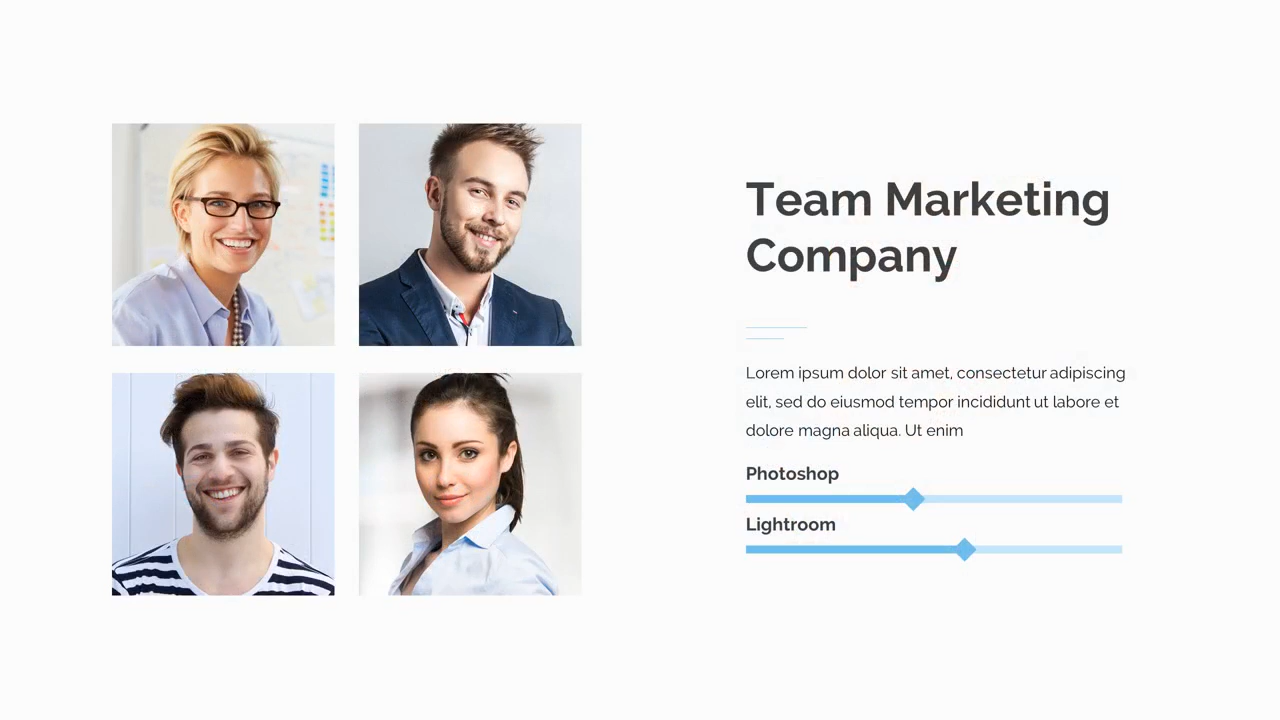 Team Marketing
Company
Lorem ipsum dolor sit amet, consectetur adipiscing
elit, sed do eiusmod tempor incididunt ut labore et
dolore magna aliqua. Ut enim
Photoshop
Lightroom